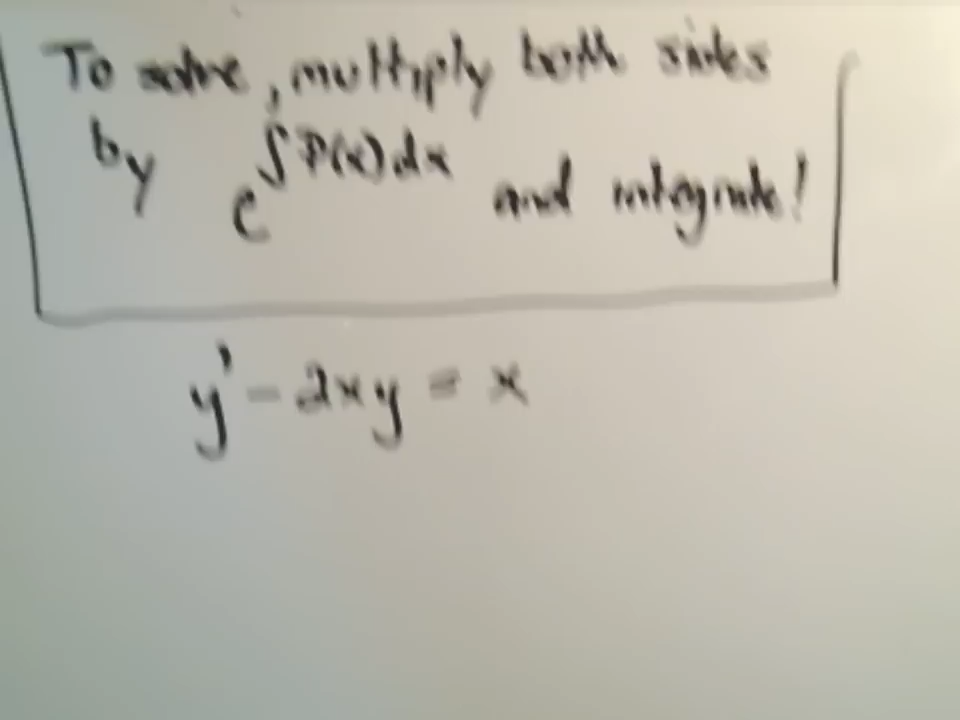 To solve, multiply both sides
by e^∫P(x)dx and integrate!
y' - 2xy = x